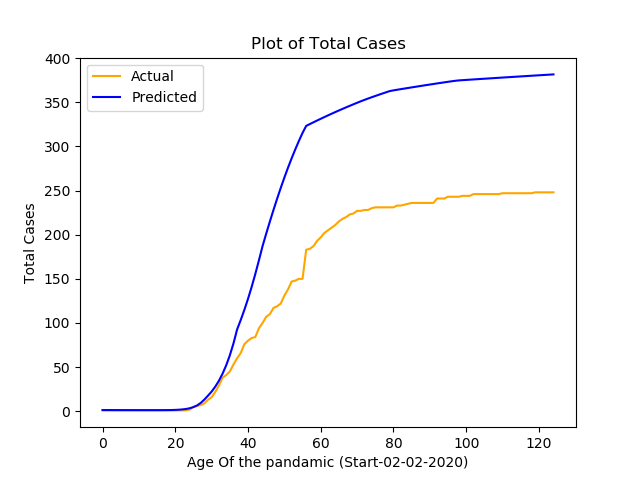 Plot of Total Cases
Actual
Predicted
400
350
300
250
200
150
100
50
0
Total Cases
0 20 40 60 80 100 120
Age Of the pandamic (Start-02-02-2020)